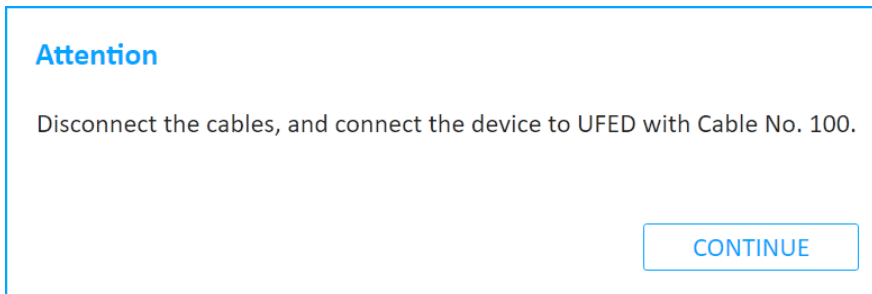 Attention
Disconnect the cables, and connect the device to UFED with Cable No. 100.
CONTINUE